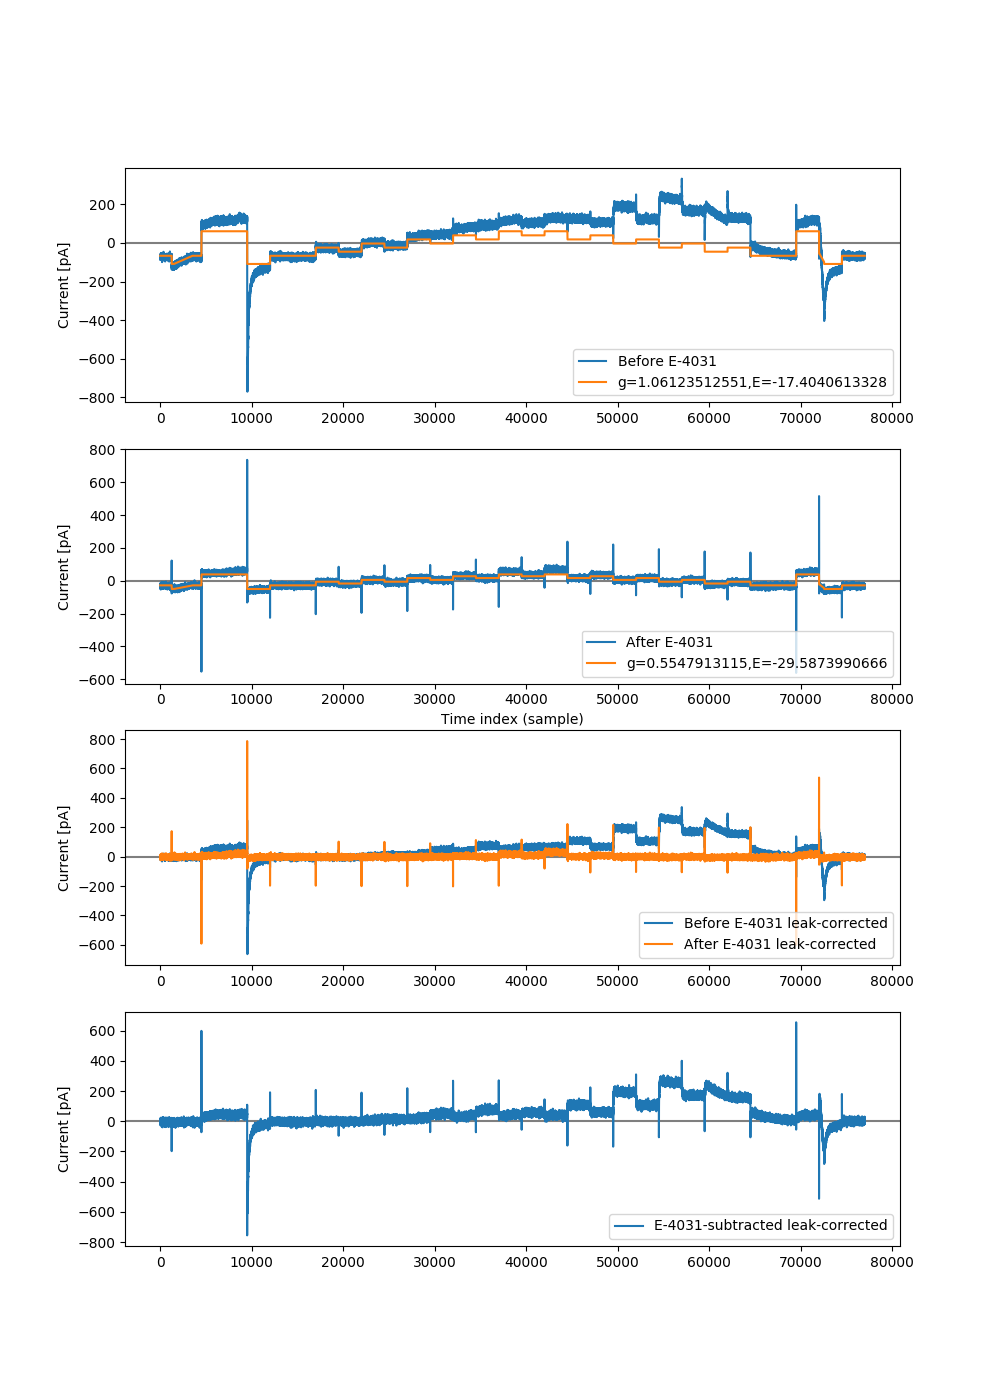 200
0
−200
−400
−600
−800
Current [pA]
Before E-4031
g=1.06123512551,E=-17.4040613328
0 10000 20000 30000 40000 50000 60000 70000 80000
800
600
400
200
0
−200
−400
−600
Current [pA]
After E-4031
g=0.5547913115,E=-29.5873990666
0 10000 20000 30000 40000 50000 60000 70000 80000
Time index (sample)
800
600
400
200
0
−200
−400
−600
Current [pA]
Before E-4031 leak-corrected
After E-4031 leak-corrected
0 10000 20000 30000 40000 50000 60000 70000 80000
600
400
200
0
−200
−400
−600
−800
Current [pA]
E-4031-subtracted leak-corrected
0 10000 20000 30000 40000 50000 60000 70000 80000